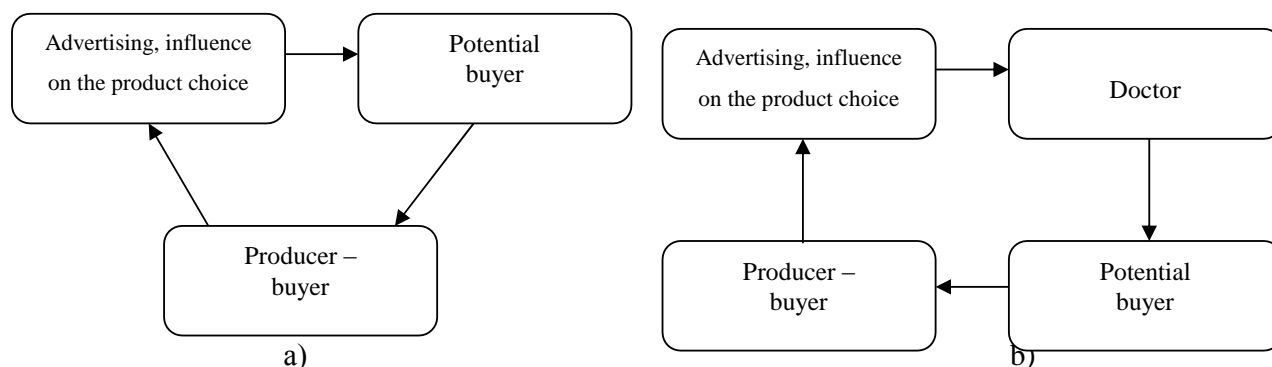 Advertising, influence
on the product choice
Potential
buyer
Producer –
buyer
a)
Advertising, influence
on the product choice
Doctor
Producer –
buyer
Potential
buyer
b)